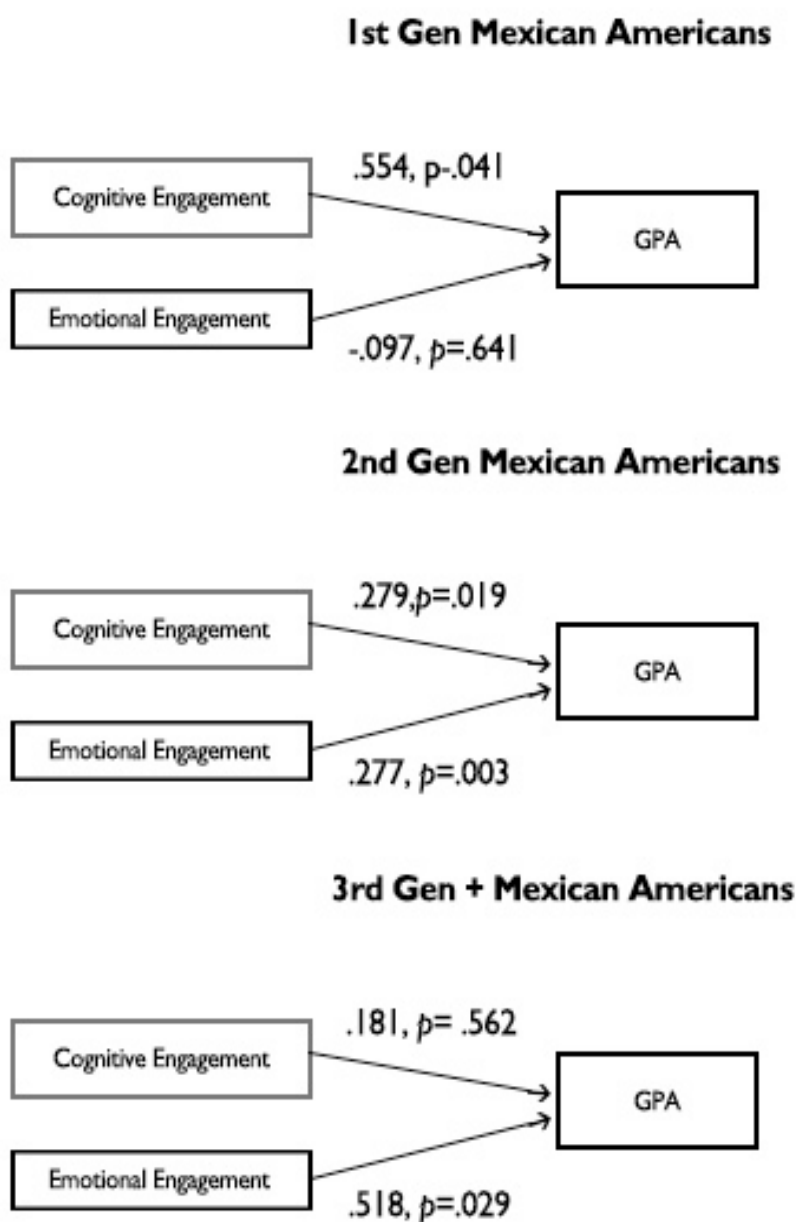 1st Gen Mexican Americans
.554, p-.041
Cognitive Engagement
GPA
Emotional Engagement
-.097, p=.641
2nd Gen Mexican Americans
.279,p=.019
Cognitive Engagement
GPA
Emotional Engagement
.277, p=.003
3rd Gen + Mexican Americans
.181, p= .562
Cognitive Engagement
GPA
Emotional Engagement
.518, p=.029